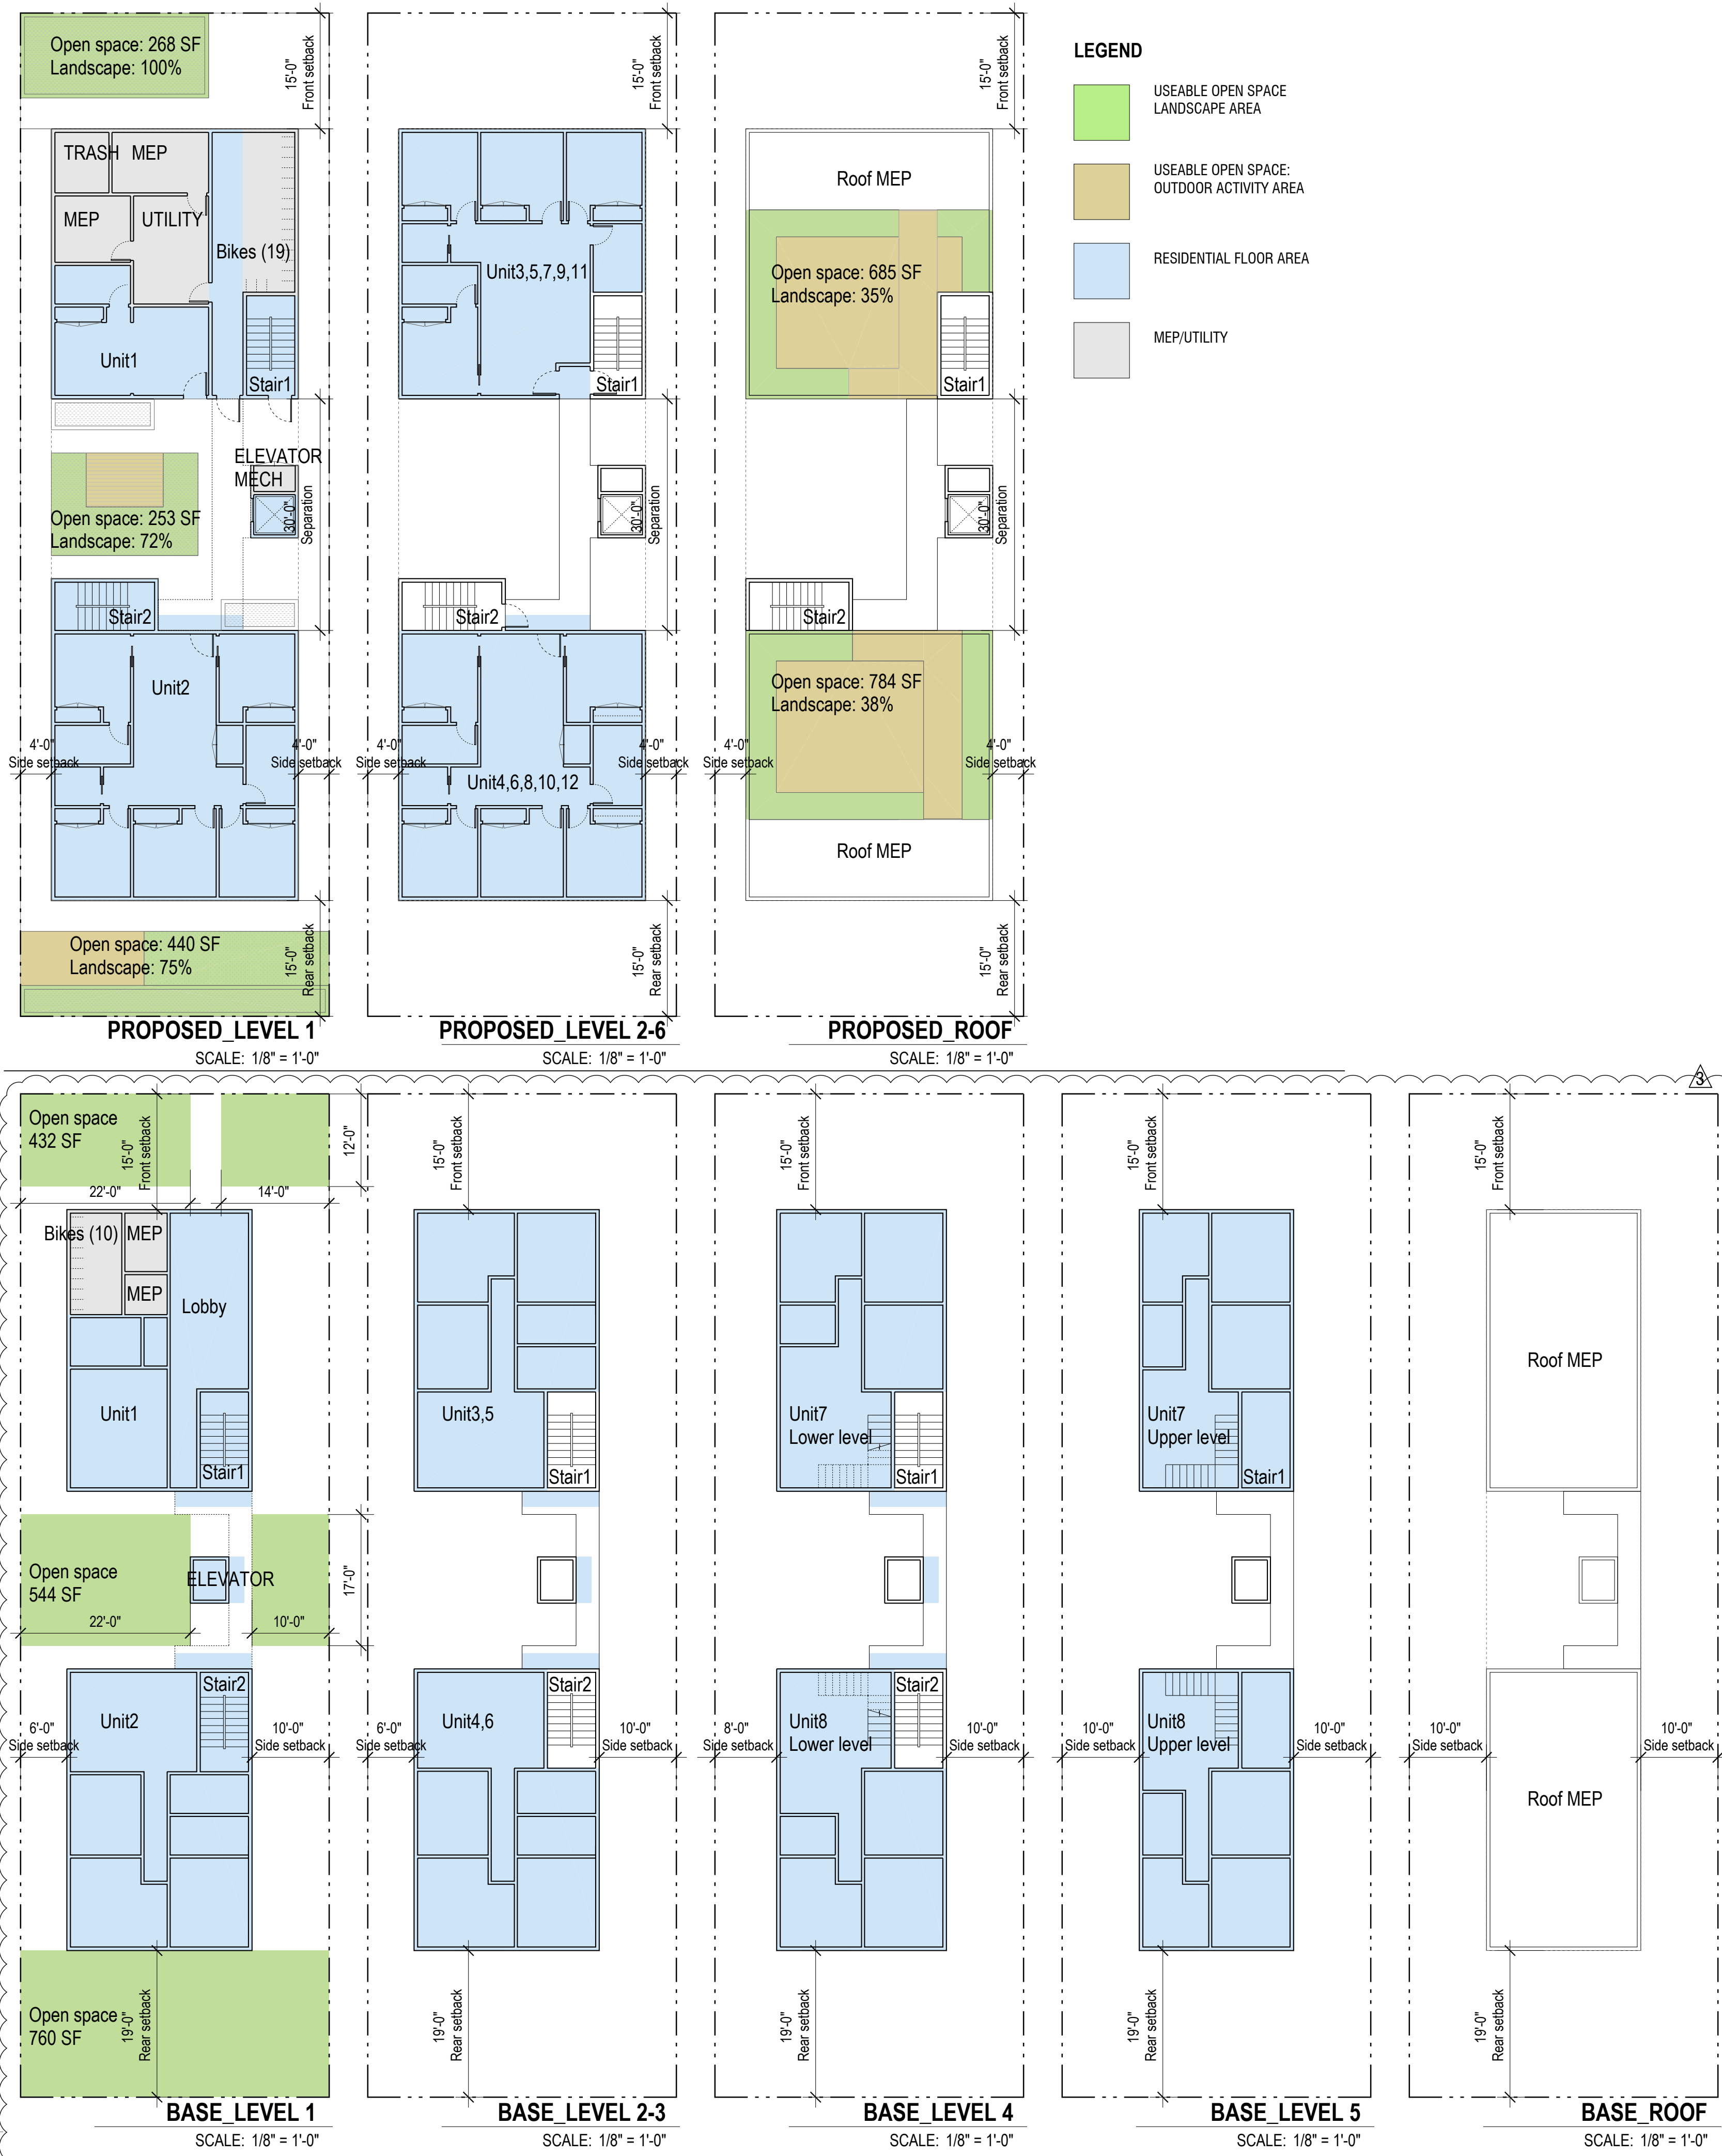 Open space: 268 SF
Landscape: 100%
15'-0"
Front setback
TRASH
MEP
MEP
UTILITY
Bikes (19)
Unit1
Stair1
ELEVATOR
MECH
30'-0"
Separation
Open space: 253 SF
Landscape: 72%
Stair2
Unit2
4'-0"
Side setback
4'-0"
Side setback
Open space: 440 SF
Landscape: 75%
15'-0"
Rear setback
PROPOSED_LEVEL 1
SCALE: 1/8" = 1'-0"
15'-0"
Front setback
Unit3,5,7,9,11
Stair1
30'-0"
Separation
Stair2
4'-0"
Side setback
4'-0"
Side setback
Unit4,6,8,10,12
15'-0"
Rear setback
PROPOSED_LEVEL 2-6
SCALE: 1/8" = 1'-0"
15'-0"
Front setback
Roof MEP
Open space: 685 SF
Landscape: 35%
Stair1
30'-0"
Separation
Stair2
Open space: 784 SF
Landscape: 38%
4'-0"
Side setback
4'-0"
Side setback
Roof MEP
15'-0"
Rear setback
PROPOSED_ROOF
SCALE: 1/8" = 1'-0"
LEGEND
USEABLE OPEN SPACE
LANDSCAPE AREA
USEABLE OPEN SPACE:
OUTDOOR ACTIVITY AREA
RESIDENTIAL FLOOR AREA
MEP/UTILITY
3
Open space
432 SF
15'-0"
Front setback
12'-0"
22'-0"
14'-0"
Bikes (10)
MEP
MEP
Lobby
Unit1
Stair1
Open space
544 SF
ELEVATOR
17'-0"
22'-0"
10'-0"
Stair2
Unit2
6'-0"
Side setback
10'-0"
Side setback
Open space
760 SF
19'-0"
Rear setback
BASE_LEVEL 1
SCALE: 1/8" = 1'-0"
15'-0"
Front setback
Unit3,5
Stair1
Stair2
Unit4,6
6'-0"
Side setback
10'-0"
Side setback
19'-0"
Rear setback
BASE_LEVEL 2-3
SCALE: 1/8" = 1'-0"
15'-0"
Front setback
Unit7
Lower level
Stair1
Stair2
Unit8
Lower level
8'-0"
Side setback
10'-0"
Side setback
19'-0"
Rear setback
BASE_LEVEL 4
SCALE: 1/8" = 1'-0"
15'-0"
Front setback
Unit7
Upper level
Stair1
Unit8
Upper level
10'-0"
Side setback
10'-0"
Side setback
19'-0"
Rear setback
BASE_LEVEL 5
SCALE: 1/8" = 1'-0"
15'-0"
Front setback
Roof MEP
10'-0"
Side setback
10'-0"
Side setback
Roof MEP
19'-0"
Rear setback
BASE_ROOF
SCALE: 1/8" = 1'-0"